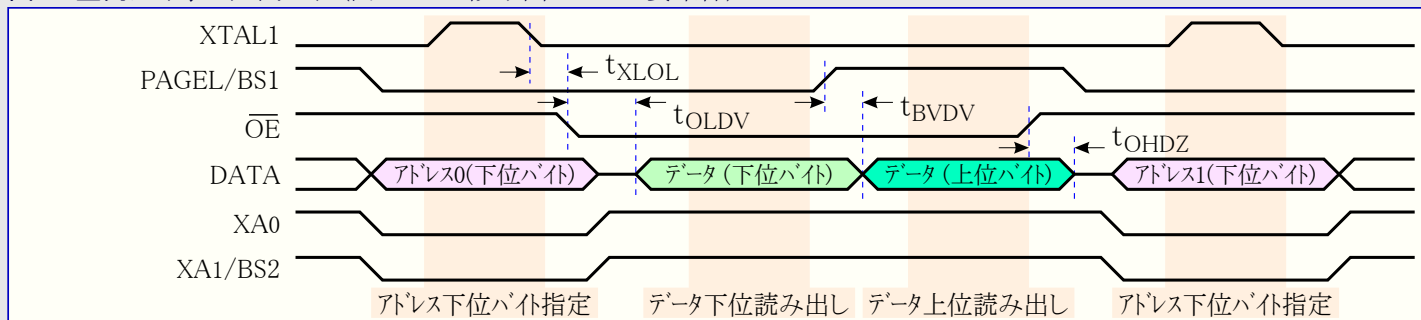 XTAL1
PAGEL/BS1
tXLOL
OE
tOLDV
tBVDV
tOHDZ
DATA
アドレス0(下位バイト)
データ (下位バイト)
データ (上位バイト)
アドレス1(下位バイト)
XA0
XA1/BS2
アドレス下位バイト指定
データ下位読み出し
データ上位読み出し
アドレス下位バイト指定